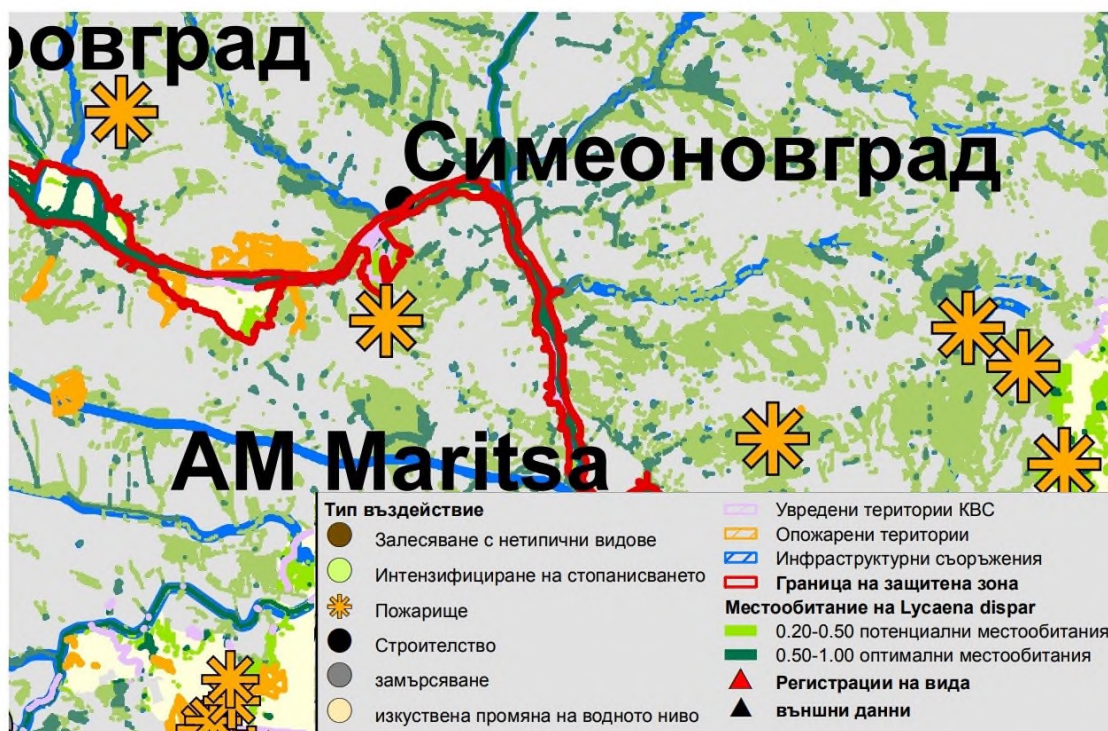 ровград
Симеоновград
AM Maritsa
Тип въздействие
Залесяване с нетипични видове
Интензифициране на стопанисването
Пожарище
Строителство
замърсяване
изкуствена промяна на водното ниво
Увредени територии КВС
Опожарени територии
Инфраструктурни съоръжения
Граница на защитена зона
Местообитание на Lycaena dispar
0.20-0.50 потенциални местообитания
0.50-1.00 оптимални местообитания
Регистрации на вида
външни данни